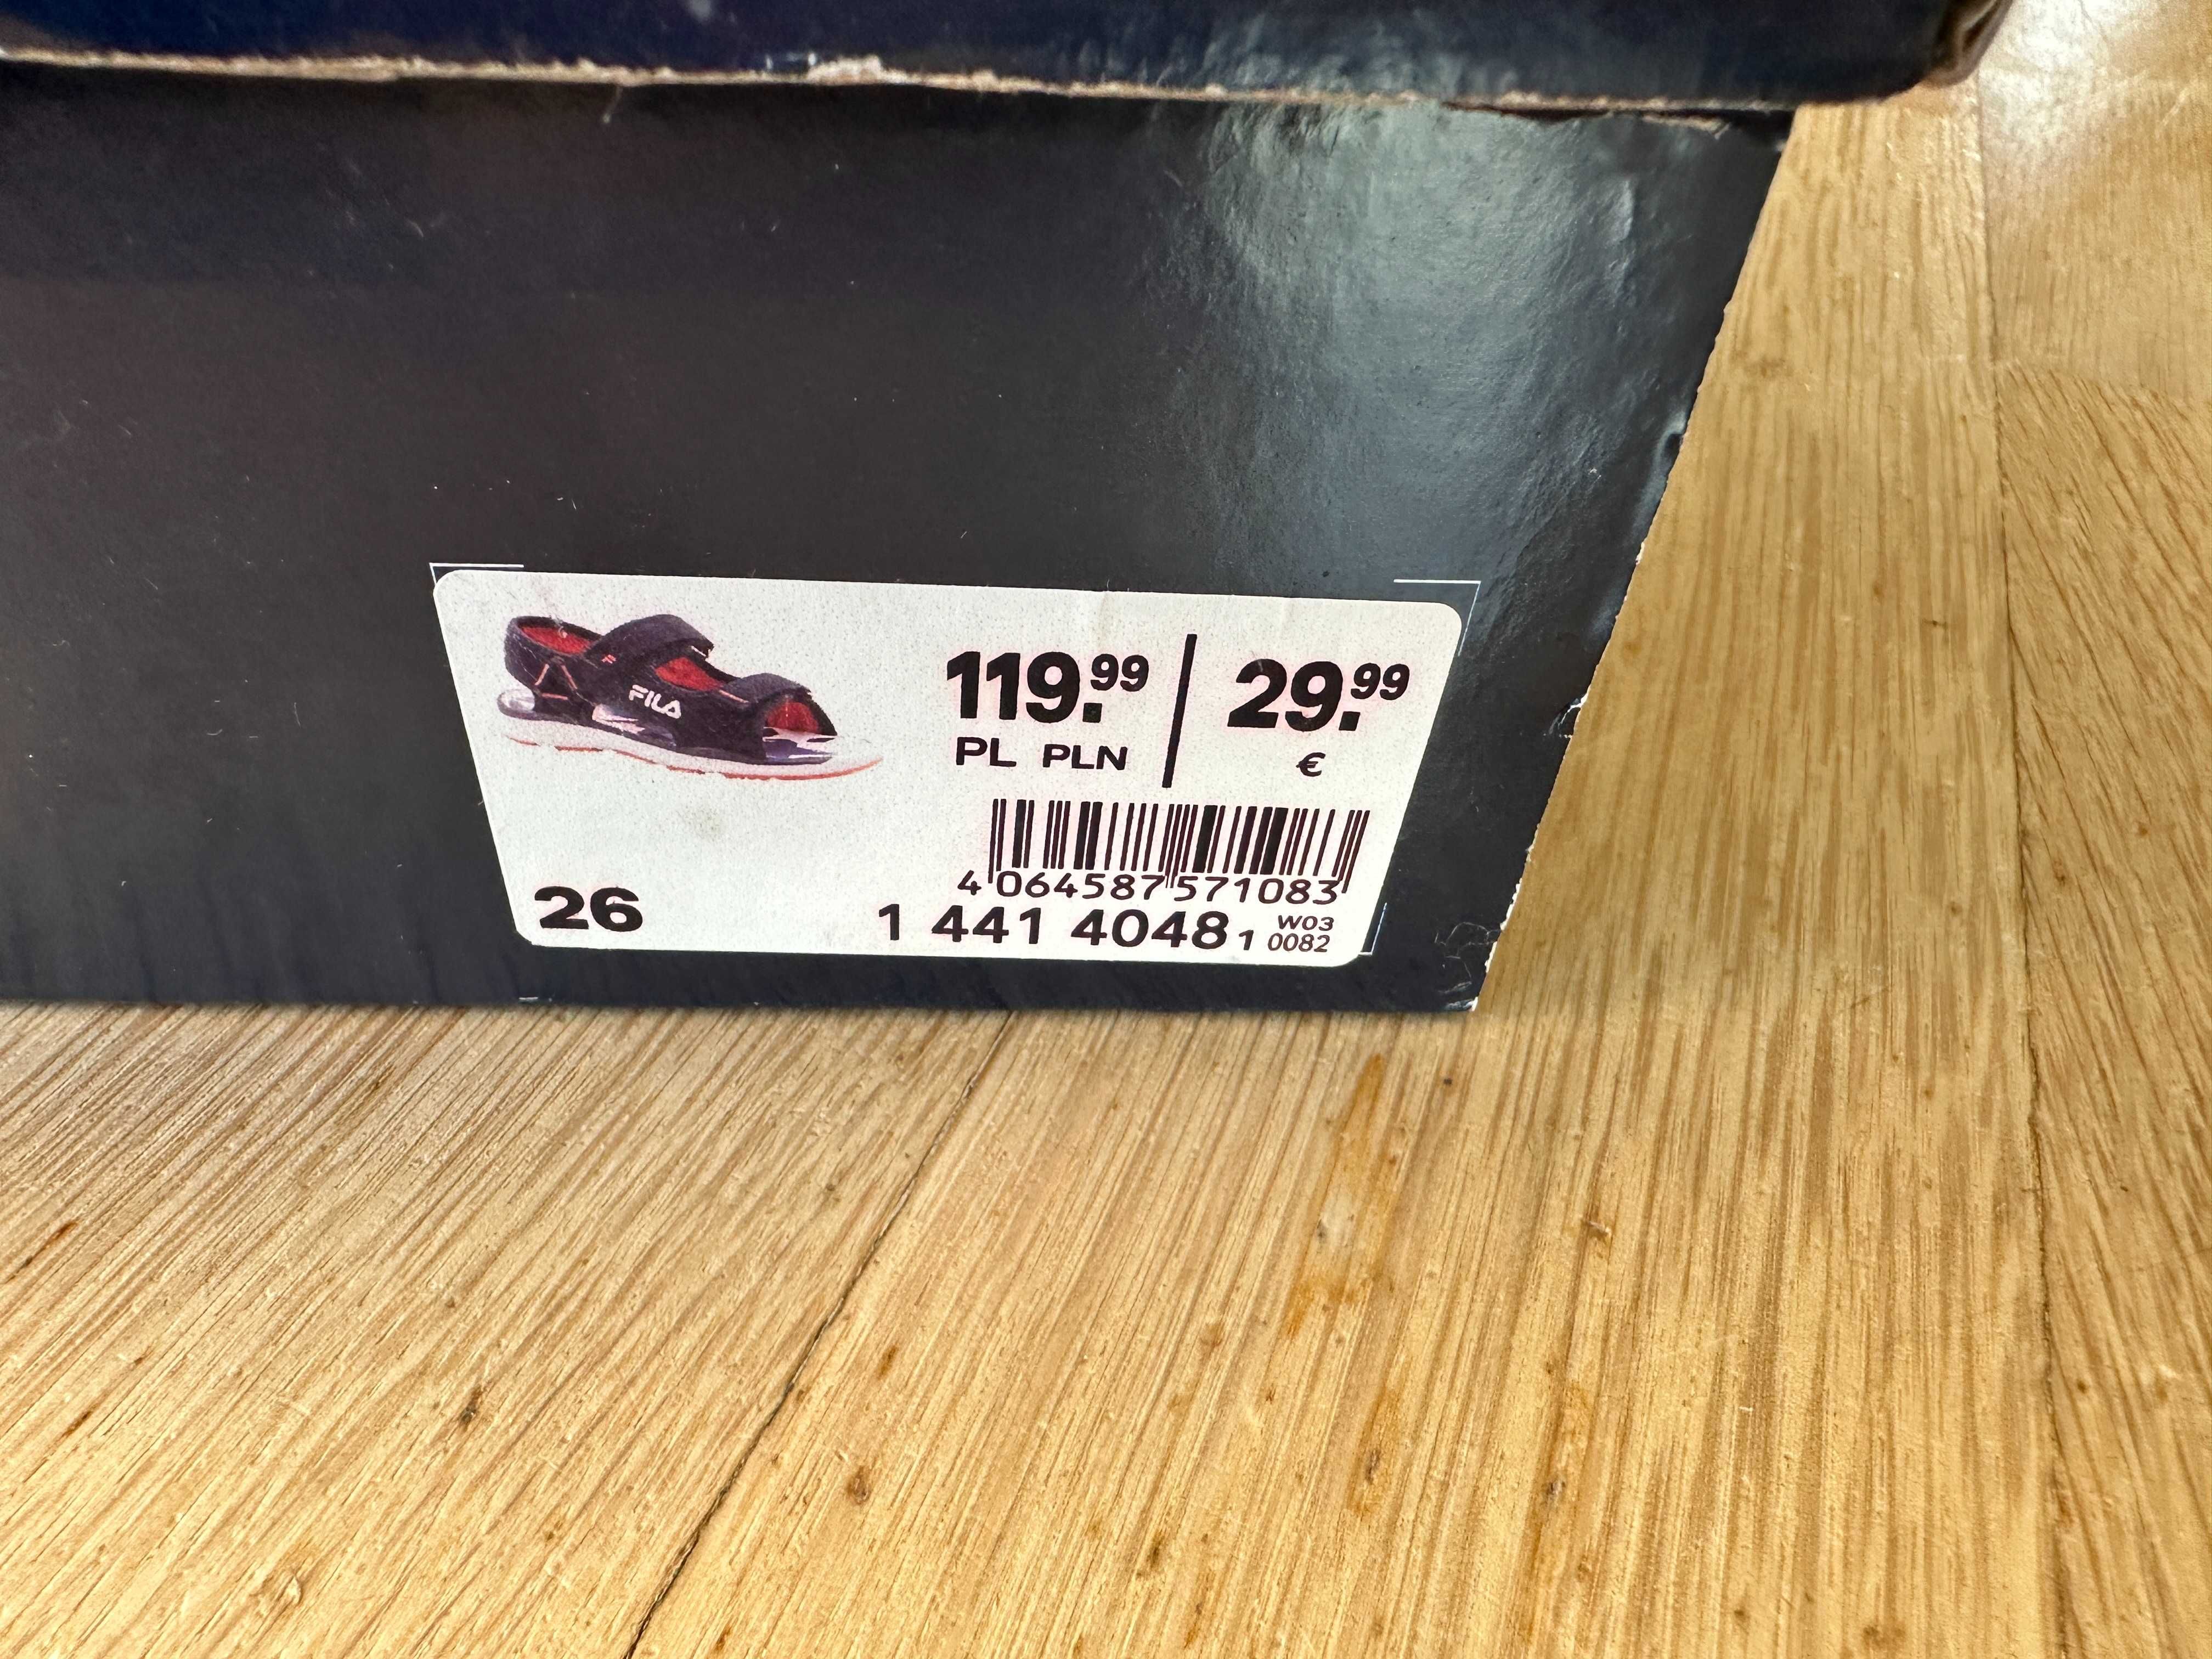 FILA
119.99 | 29.99
PL PLN €
4 064587 571083
26
1 441 4048 1 W03
0082